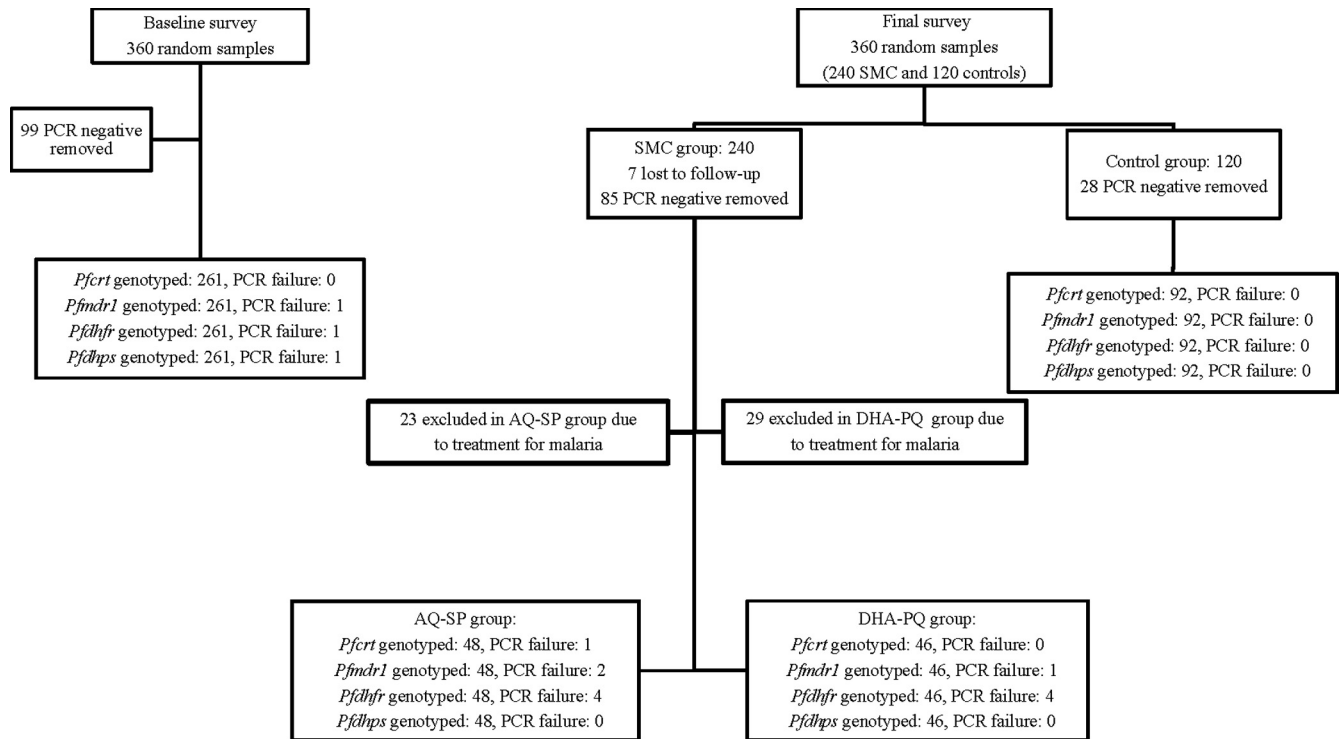 Baseline survey
360 random samples
99 PCR negative
removed
Pfcrt genotyped: 261, PCR failure: 0
Pfmdr1 genotyped: 261, PCR failure: 1
Pfdhfr genotyped: 261, PCR failure: 1
Pfdhps genotyped: 261, PCR failure: 1
Final survey
360 random samples
(240 SMC and 120 controls)
SMC group: 240
7 lost to follow-up
85 PCR negative removed
Control group: 120
28 PCR negative removed
Pfcrt genotyped: 92, PCR failure: 0
Pfmdr1 genotyped: 92, PCR failure: 0
Pfdhfr genotyped: 92, PCR failure: 0
Pfdhps genotyped: 92, PCR failure: 0
23 excluded in AQ-SP group due
to treatment for malaria
29 excluded in DHA-PQ group due
to treatment for malaria
AQ-SP group:
Pfcrt genotyped: 48, PCR failure: 1
Pfmdr1 genotyped: 48, PCR failure: 2
Pfdhfr genotyped: 48, PCR failure: 4
Pfdhps genotyped: 48, PCR failure: 0
DHA-PQ group:
Pfcrt genotyped: 46, PCR failure: 0
Pfmdr1 genotyped: 46, PCR failure: 1
Pfdhfr genotyped: 46, PCR failure: 4
Pfdhps genotyped: 46, PCR failure: 0